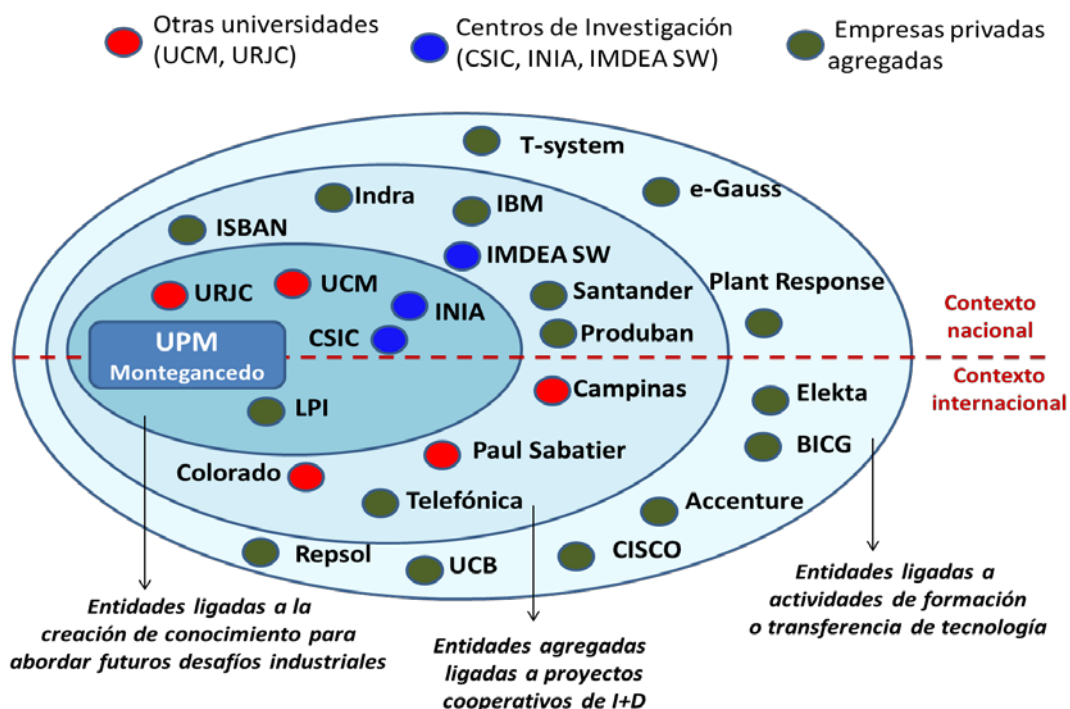 Otras universidades
(UCM, URJC)
Centros de Investigación
(CSIC, INIA, IMDEA SW)
Empresas privadas
agregadas
T-system
e-Gauss
Indra
IBM
ISBAN
IMDEA SW
UCM
URJC
INIA
Santander
Plant Response
CSIC
Produban
UPM
Montegancedo
Contexto
nacional
Contexto
internacional
Campinas
Elekta
LPI
BICG
Colorado
Paul Sabatier
Telefónica
Accenture
Repsol
UCB
CISCO
Entidades ligadas a la
creación de conocimiento para
abordar futuros desafíos industriales
Entidades agregadas
ligadas a proyectos
cooperativos de I+D
Entidades ligadas a
actividades de formación
o transferencia de tecnología